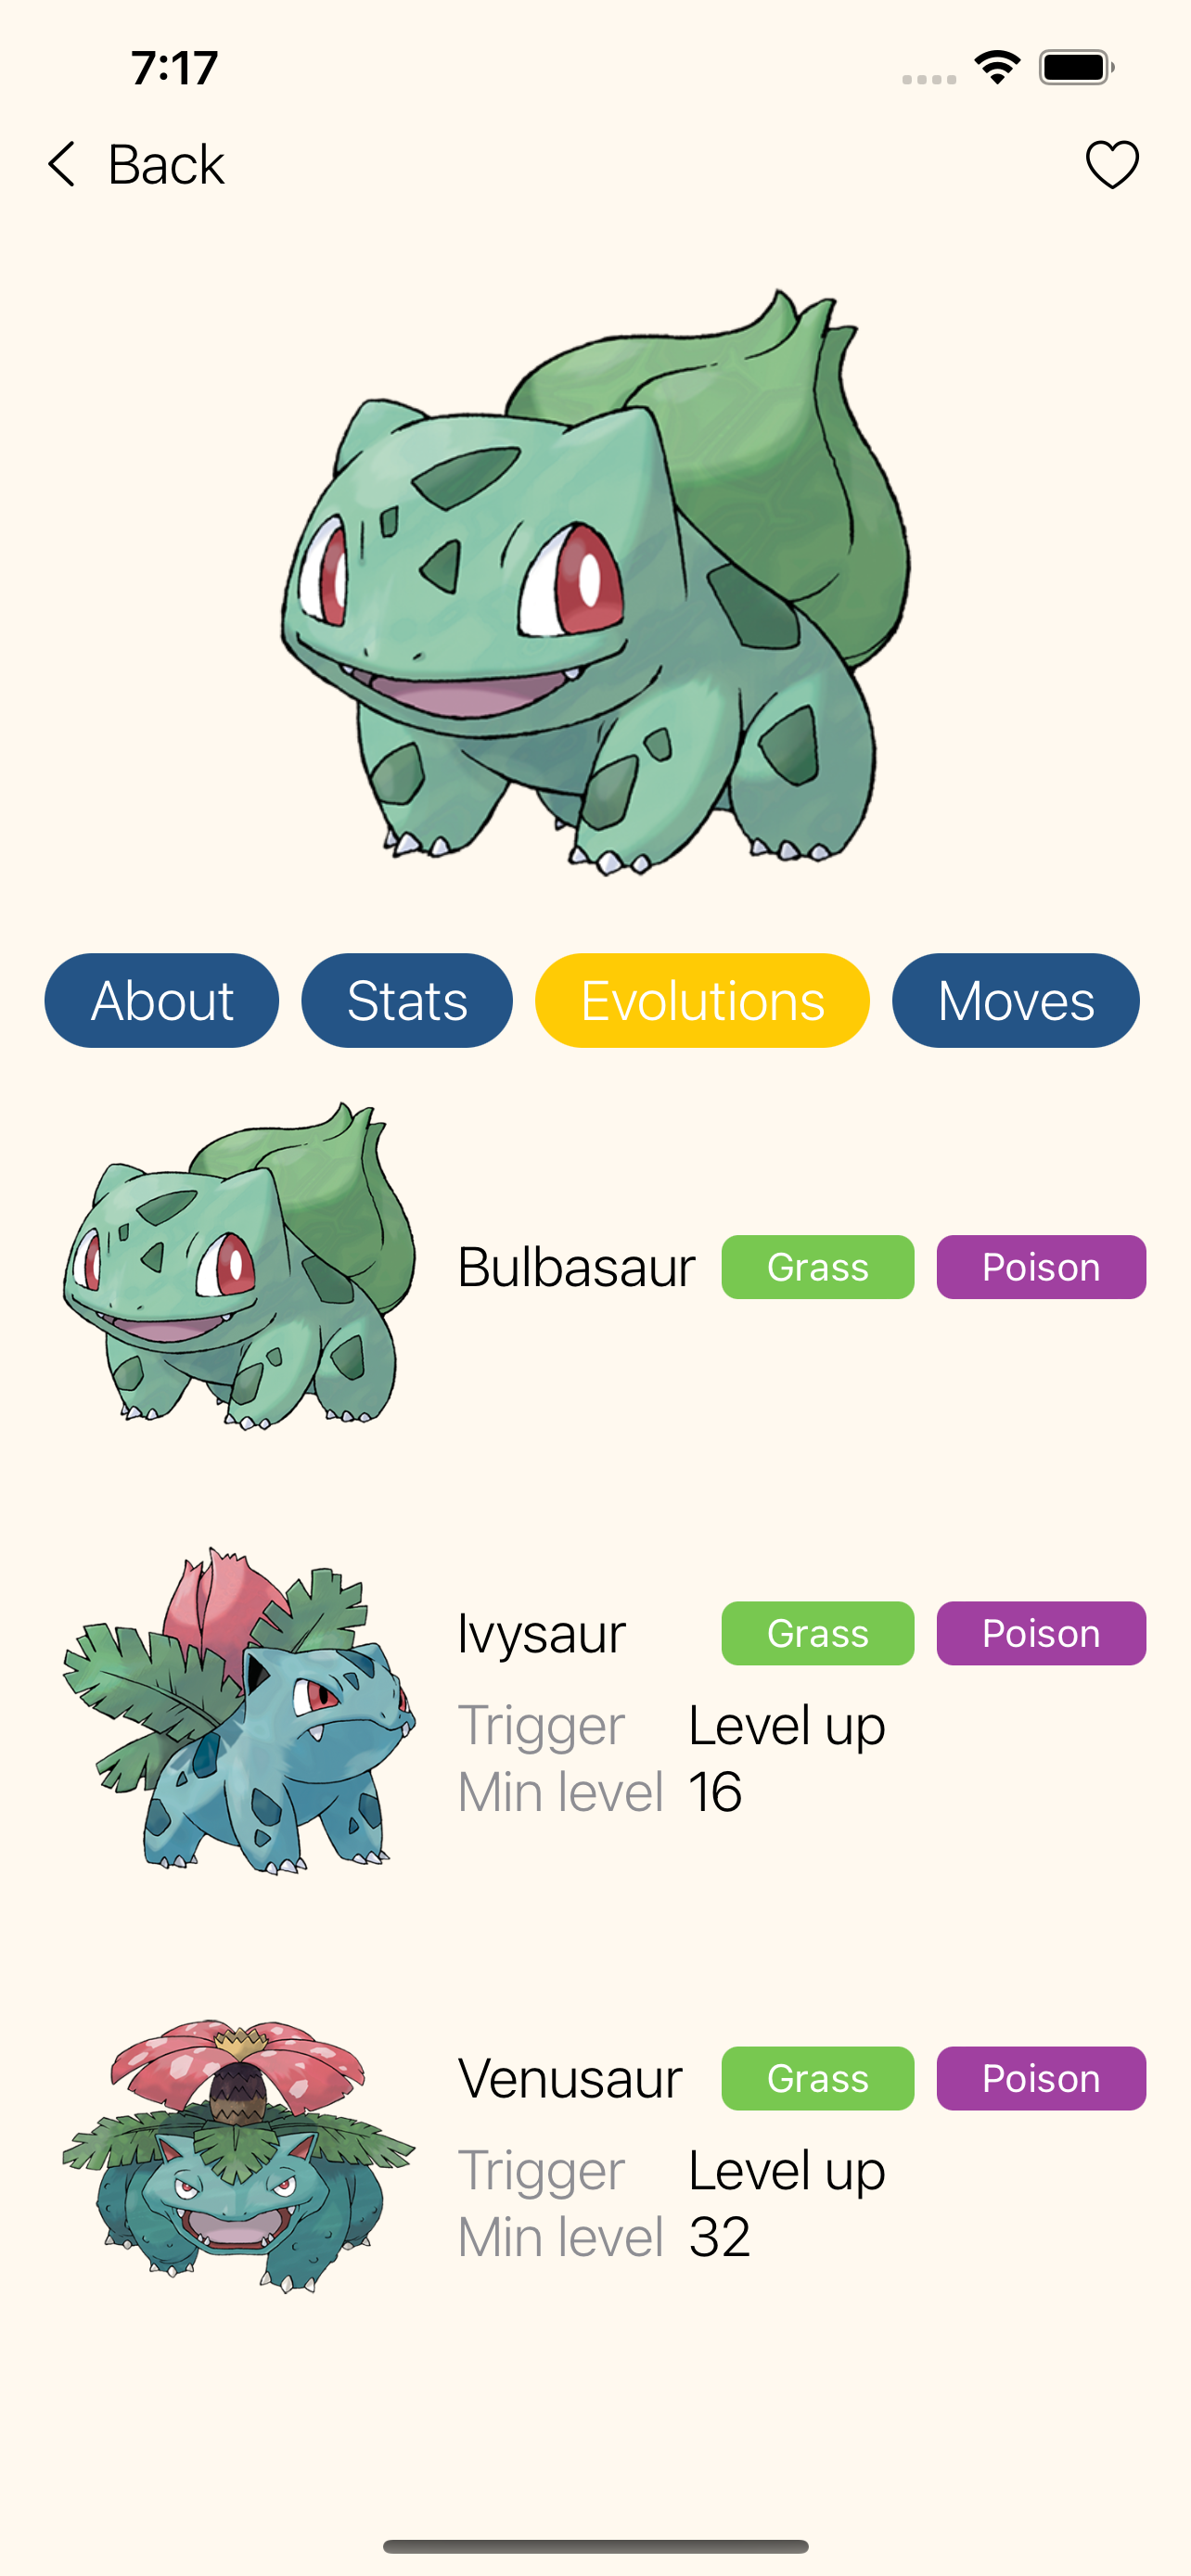 7:17
Back
About Stats Evolutions Moves
Bulbasaur Grass Poison
Ivysaur Grass Poison
Trigger Level up
Min level 16
Venusaur Grass Poison
Trigger Level up
Min level 32